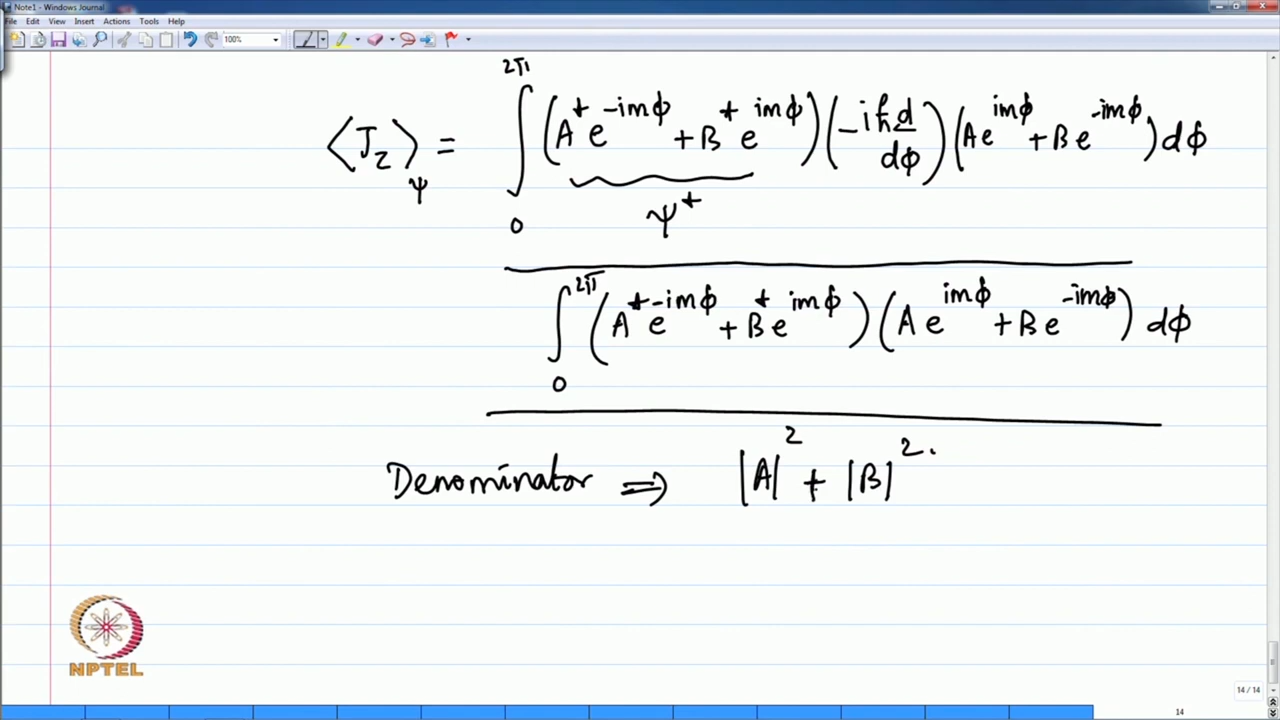 Note1 - Windows Journal
File Edit View Insert Actions Tools Help
100%
⟨J_z⟩_ψ = ∫_0^{2π} (A* e^{-imϕ} + B* e^{imϕ}) (-iħ d/dϕ) (A e^{imϕ} + B e^{-imϕ}) dϕ
ψ*
∫_0^{2π} (A* e^{-imϕ} + B* e^{imϕ}) (A e^{imϕ} + B e^{-imϕ}) dϕ
Denominator ⇒ |A|^2 + |B|^2.
NPTEL
14 / 14
14